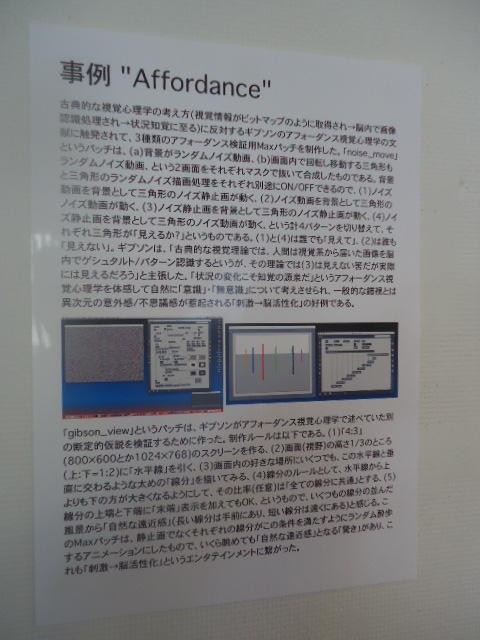 事例 "Affordance"
古典的な視覚心理学の考え方(視覚情報がビットマップのように取得され→脳内で画像
認識処理され→状況知覚に至る)に反対するギブソンのアフォーダンス視覚心理学の文
献に触発されて、3種類のアフォーダンス検証用Maxパッチを制作した。「noise_move」
というパッチは、(a)背景がランダムノイズ動画、(b)画面内で回転し移動する三角形も
ランダムノイズ動画、という2画面をそれぞれマスクで抜いて合成したものである。背景
と三角形のランダムノイズ描画処理をそれぞれ別途にON/OFFできるので、(1)ノイズ
動画を背景として三角形のノイズ静止画が動く、(2)ノイズ動画を背景として三角形の
ノイズ動画が動く、(3)ノイズ静止画を背景として三角形のノイズ静止画が動く、(4)ノイ
ズ静止画を背景として三角形のノイズ動画が動く、という計4パターンを切り替えて、そ
れぞれ三角形が「見えるか?」というものである。(1)と(4)は誰でも「見えて」、(2)は誰も
「見えない」。ギブソンは、「古典的な視覚理論では、人間は視覚系から届いた画像を脳
内でゲシュタルト/パターン認識するというが、その理論では(3)は見えない筈だが実際
には見えるだろう」と主張した。「状況の変化こそ知覚の源泉だ」というアフォーダンス視
覚心理学を体感して自然に「意識」・「無意識」について考えさせられ、一般的な錯視とは
異次元の意外感/不思議感が惹起される「刺激→脳活性化」の好例である。
「gibson_view」というパッチは、ギブソンがアフォーダンス視覚心理学で述べていた別
の断定的仮説を検証するために作った。制作ルールは以下である。(1)「4:3」
(800×600とか1024×768)のスクリーンを作る、(2)画面(視野)の高さ1/3のところ
(上:下=1:2)に「水平線」を引く、(3)画面内の好きな場所にいくつでも、この水平線と垂
直に交わるような太めの「線分」を描いてみる、(4)線分のルールとして、水平線から上
よりも下の方が大きくなるようにして、その比率(任意)は「全ての線分に共通」とする、(5)
線分の上端と下端に「末端」表示を加えてもOK、というもので、いくつもの線分の並んだ
風景から「自然な遠近感」(長い線分は手前にあり、短い線分は遠くにある)と感じる。こ
のMaxパッチは、静止画でなくそれぞれの線分がこの条件を満たすようにランダム散歩
するアニメーションにしたもので、いくら眺めても「自然な遠近感」となる「驚き」があり、こ
れも「刺激→脳活性化」というエンタテインメントに繋がった。